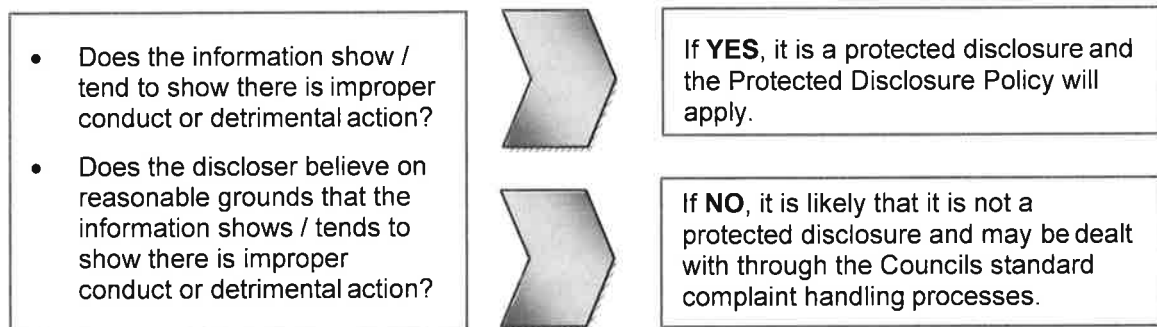 • Does the information show /
tend to show there is improper
conduct or detrimental action?
• Does the discloser believe on
reasonable grounds that the
information shows / tends to
show there is improper
conduct or detrimental action?
If YES, it is a protected disclosure and
the Protected Disclosure Policy will
apply.
If NO, it is likely that it is not a
protected disclosure and may be dealt
with through the Councils standard
complaint handling processes.